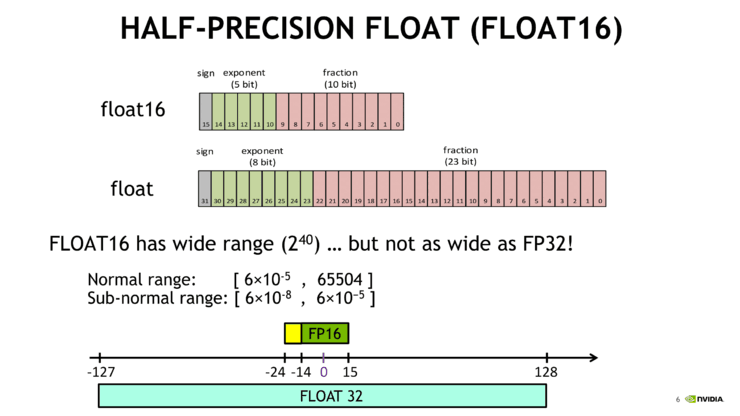 HALF-PRECISION FLOAT (FLOAT16)
sign exponent (5 bit) fraction (10 bit)
float16
15 14 13 12 11 10 9 8 7 6 5 4 3 2 1 0
sign exponent (8 bit) fraction (23 bit)
float
31 30 29 28 27 26 25 24 23 22 21 20 19 18 17 16 15 14 13 12 11 10 9 8 7 6 5 4 3 2 1 0
FLOAT16 has wide range (2⁴⁰) … but not as wide as FP32!
Normal range: [ 6×10⁻⁵ , 65504 ]
Sub-normal range: [ 6×10⁻⁸ , 6×10⁻⁵ ]
FP16
-127 -24 -14 0 15 128
FLOAT 32
6 NVIDIA